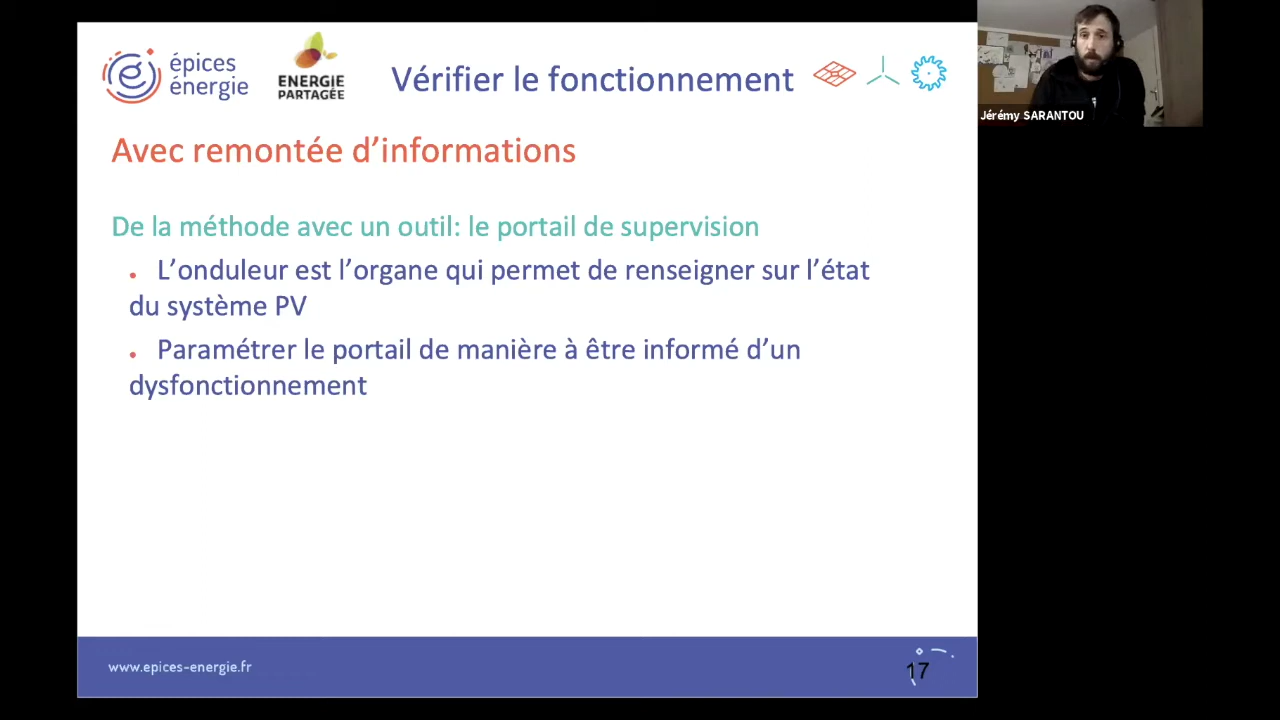 épices
énergie
ENERGIE
PARTAGÉE
Vérifier le fonctionnement
Jérémy SARANTOU
Avec remontée d’informations
De la méthode avec un outil: le portail de supervision
• L’onduleur est l’organe qui permet de renseigner sur l’état
du système PV
• Paramétrer le portail de manière à être informé d’un
dysfonctionnement
www.epices-energie.fr
17